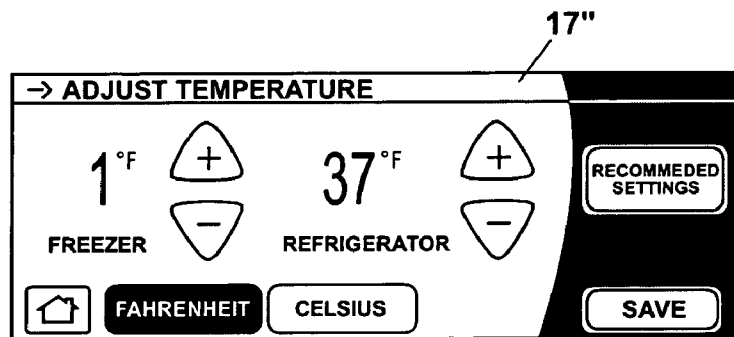 17"
→ ADJUST TEMPERATURE
1°F
37°F
RECOMMEDED
SETTINGS
FREEZER
REFRIGERATOR
FAHRENHEIT
CELSIUS
SAVE